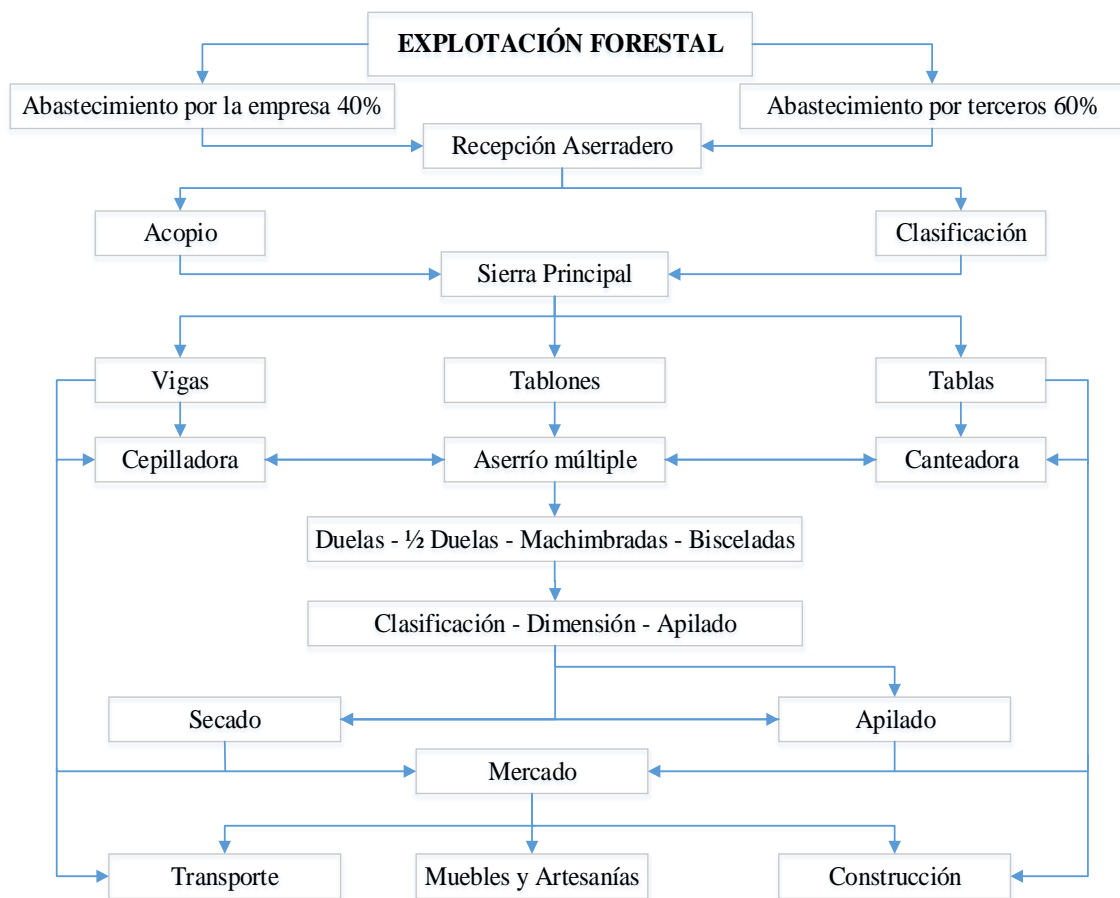 EXPLOTACIÓN FORESTAL
Abastecimiento por la empresa 40%
Abastecimiento por terceros 60%
Recepción Aserradero
Acopio
Clasificación
Sierra Principal
Vigas
Tablones
Tablas
Cepilladora
Aserrío múltiple
Canteadora
Duelas - ½ Duelas - Machimbradas - Bisceladas
Clasificación - Dimensión - Apilado
Secado
Apilado
Mercado
Transporte
Muebles y Artesanías
Construcción